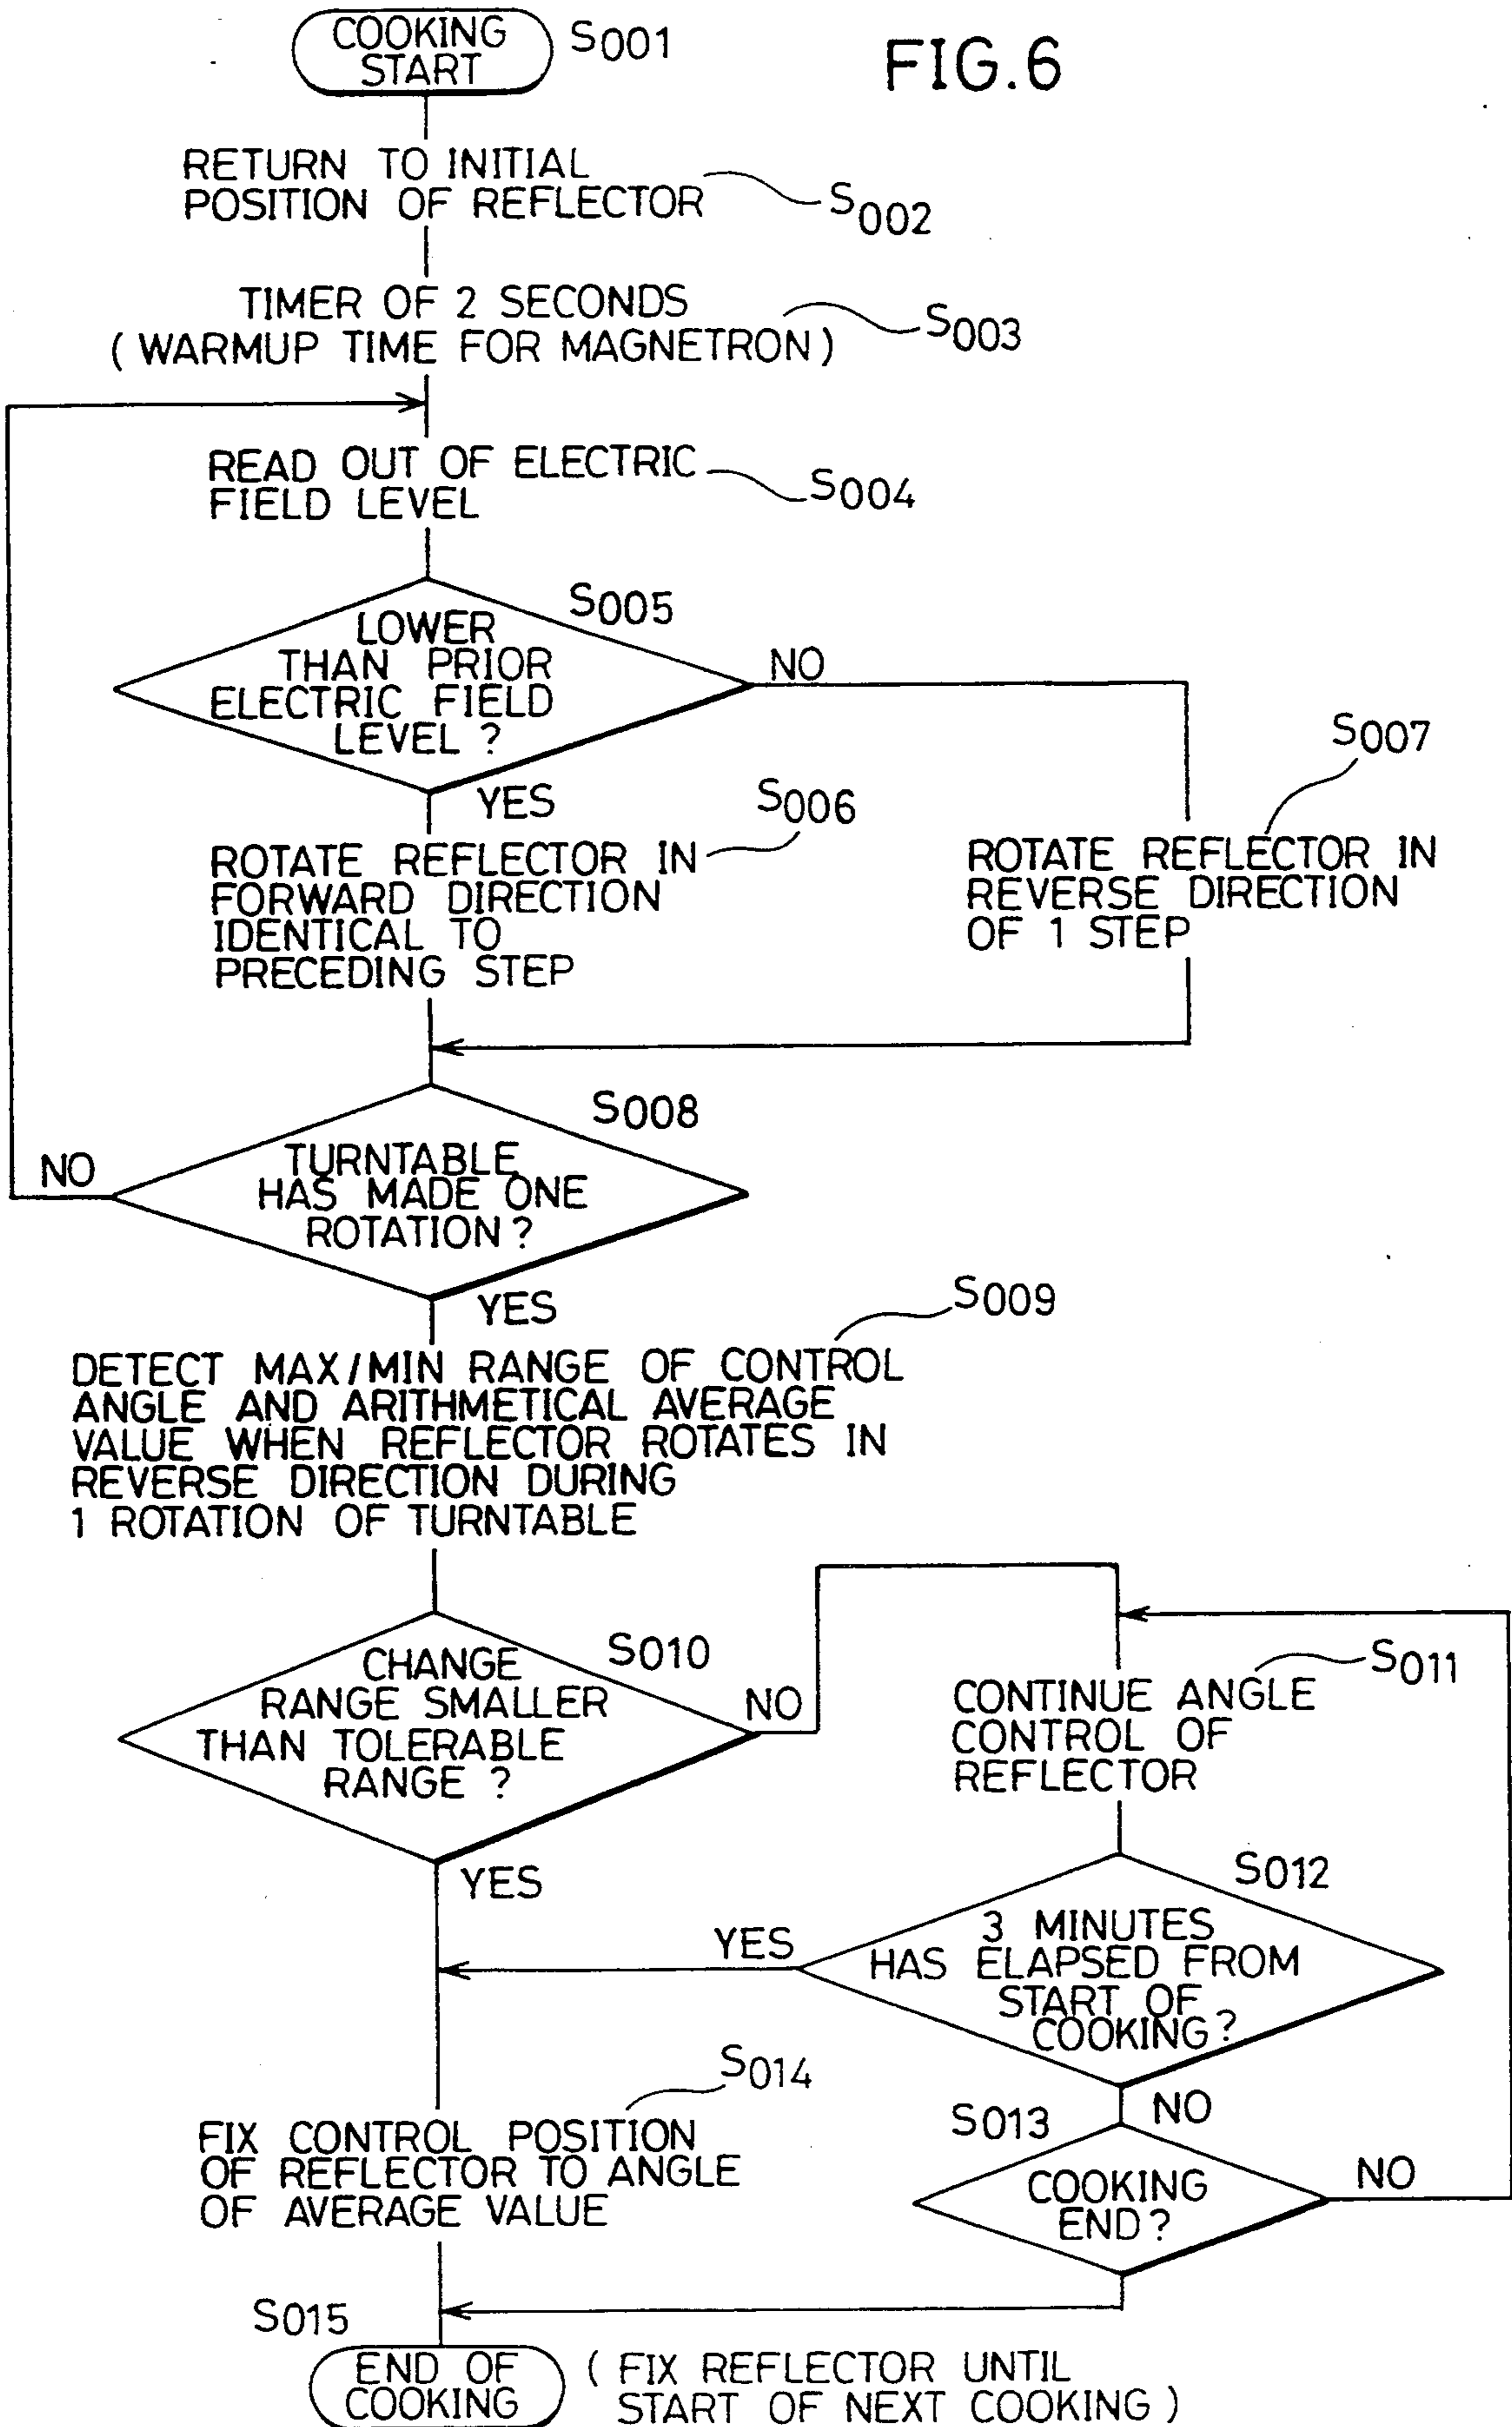 COOKING
START
S001
FIG.6
RETURN TO INITIAL
POSITION OF REFLECTOR
S002
TIMER OF 2 SECONDS
(WARMUP TIME FOR MAGNETRON)
S003
READ OUT OF ELECTRIC
FIELD LEVEL
S004
S005
LOWER
THAN PRIOR
ELECTRIC FIELD
LEVEL?
NO
YES
S006
ROTATE REFLECTOR IN
FORWARD DIRECTION
IDENTICAL TO
PRECEDING STEP
S007
ROTATE REFLECTOR IN
REVERSE DIRECTION
OF 1 STEP
S008
TURNTABLE
HAS MADE ONE
ROTATION?
NO
YES
S009
DETECT MAX/MIN RANGE OF CONTROL
ANGLE AND ARITHMETICAL AVERAGE
VALUE WHEN REFLECTOR ROTATES IN
REVERSE DIRECTION DURING
1 ROTATION OF TURNTABLE
S010
CHANGE
RANGE SMALLER
THAN TOLERABLE
RANGE?
NO
YES
S011
CONTINUE ANGLE
CONTROL OF
REFLECTOR
S012
3 MINUTES
HAS ELAPSED FROM
START OF
COOKING?
YES
NO
S013
COOKING
END?
NO
S014
FIX CONTROL POSITION
OF REFLECTOR TO ANGLE
OF AVERAGE VALUE
S015
END OF
COOKING
(FIX REFLECTOR UNTIL
START OF NEXT COOKING)